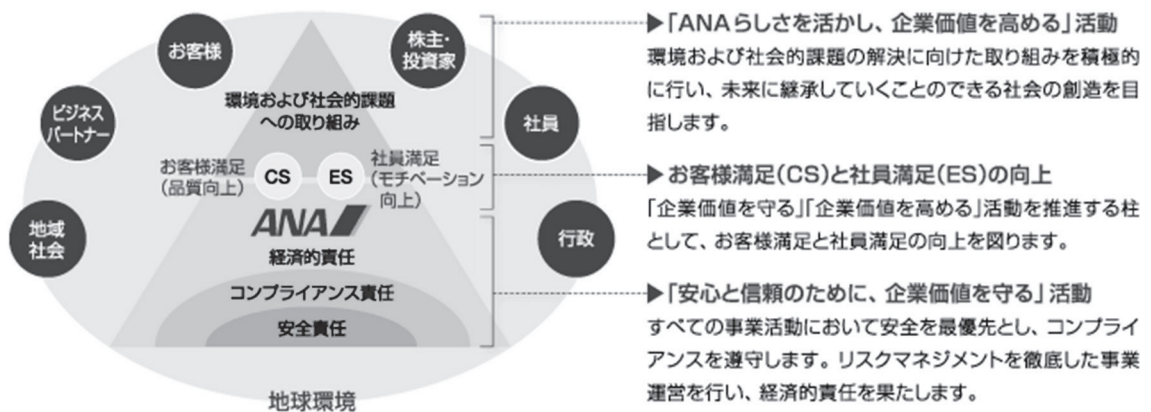 お客様
株主・
投資家
ビジネス
パートナー
社員
地域
社会
行政
環境および社会的課題
への取り組み
お客様満足
(品質向上)
CS
ES
社員満足
(モチベーション
向上)
ANA
経済的責任
コンプライアンス責任
安全責任
地球環境
▶「ANAらしさを活かし、企業価値を高める」活動
環境および社会的課題の解決に向けた取り組みを積極的
に行い、未来に継承していくことのできる社会の創造を目
指します。
▶お客様満足(CS)と社員満足(ES)の向上
「企業価値を守る」「企業価値を高める」活動を推進する柱
として、お客様満足と社員満足の向上を図ります。
▶「安心と信頼のために、企業価値を守る」活動
すべての事業活動において安全を最優先とし、コンプライ
アンスを遵守します。リスクマネジメントを徹底した事業
運営を行い、経済的責任を果たします。